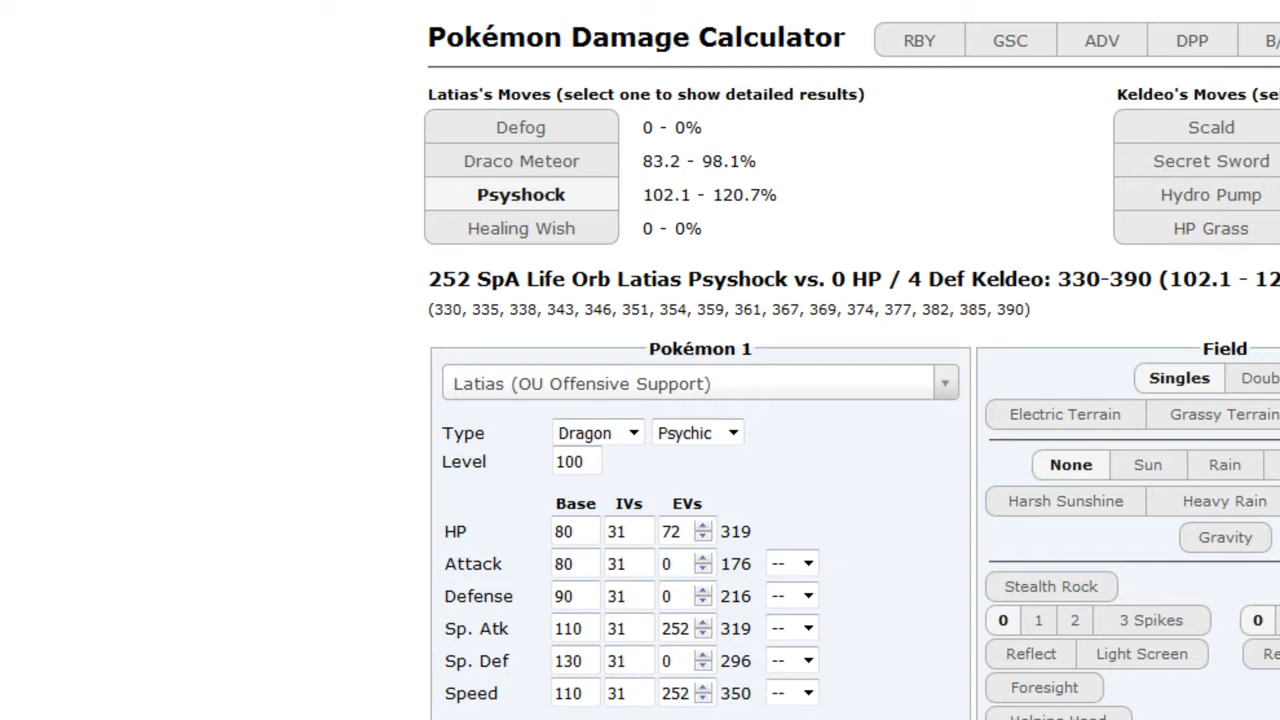 Pokémon Damage Calculator RBY GSC ADV DPP B/
Latias's Moves (select one to show detailed results) Keldeo's Moves (se
Defog 0 - 0% Scald
Draco Meteor 83.2 - 98.1% Secret Sword
Psyshock 102.1 - 120.7% Hydro Pump
Healing Wish 0 - 0% HP Grass
252 SpA Life Orb Latias Psyshock vs. 0 HP / 4 Def Keldeo: 330-390 (102.1 - 12
(330, 335, 338, 343, 346, 351, 354, 359, 361, 367, 369, 374, 377, 382, 385, 390)
Pokémon 1 Field
Latias (OU Offensive Support) Singles Doub
Electric Terrain Grassy Terrain
Type Dragon Psychic
Level 100 None Sun Rain
Base IVs EVs Harsh Sunshine Heavy Rain
HP 80 31 72 319 Gravity
Attack 80 31 0 176 --
Defense 90 31 0 216 -- Stealth Rock
Sp. Atk 110 31 252 319 -- 0 1 2 3 Spikes 0
Sp. Def 130 31 0 296 -- Reflect Light Screen Re
Speed 110 31 252 350 -- Foresight
Helping Hand